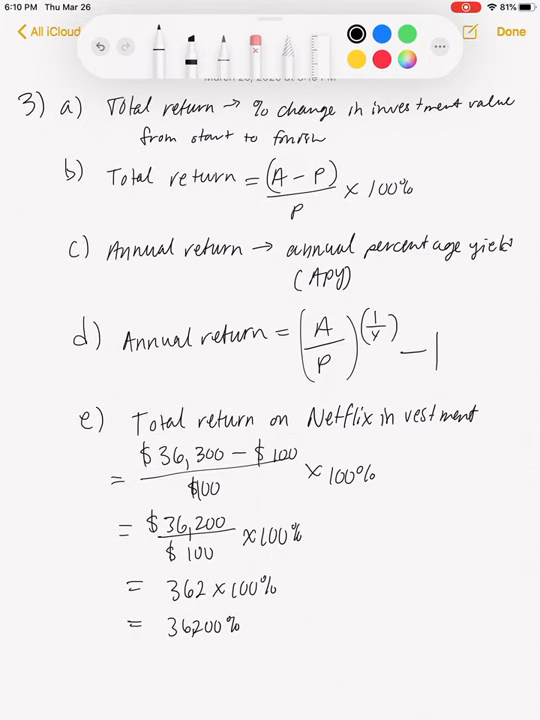 6:10 PM Thu Mar 26
81%
All iCloud
Done
3) a) Total return → % change in investment value
from start to finish
b) Total return = (A - P) / P × 100%
c) Annual return → annual percentage yield
(APY)
d) Annual return = (A/P)^(1/Y) - 1
e) Total return on Netflix investment
= $36,300 - $100 / $100 × 100%
= $36,200 / $100 × 100%
= 362 × 100%
= 36200%